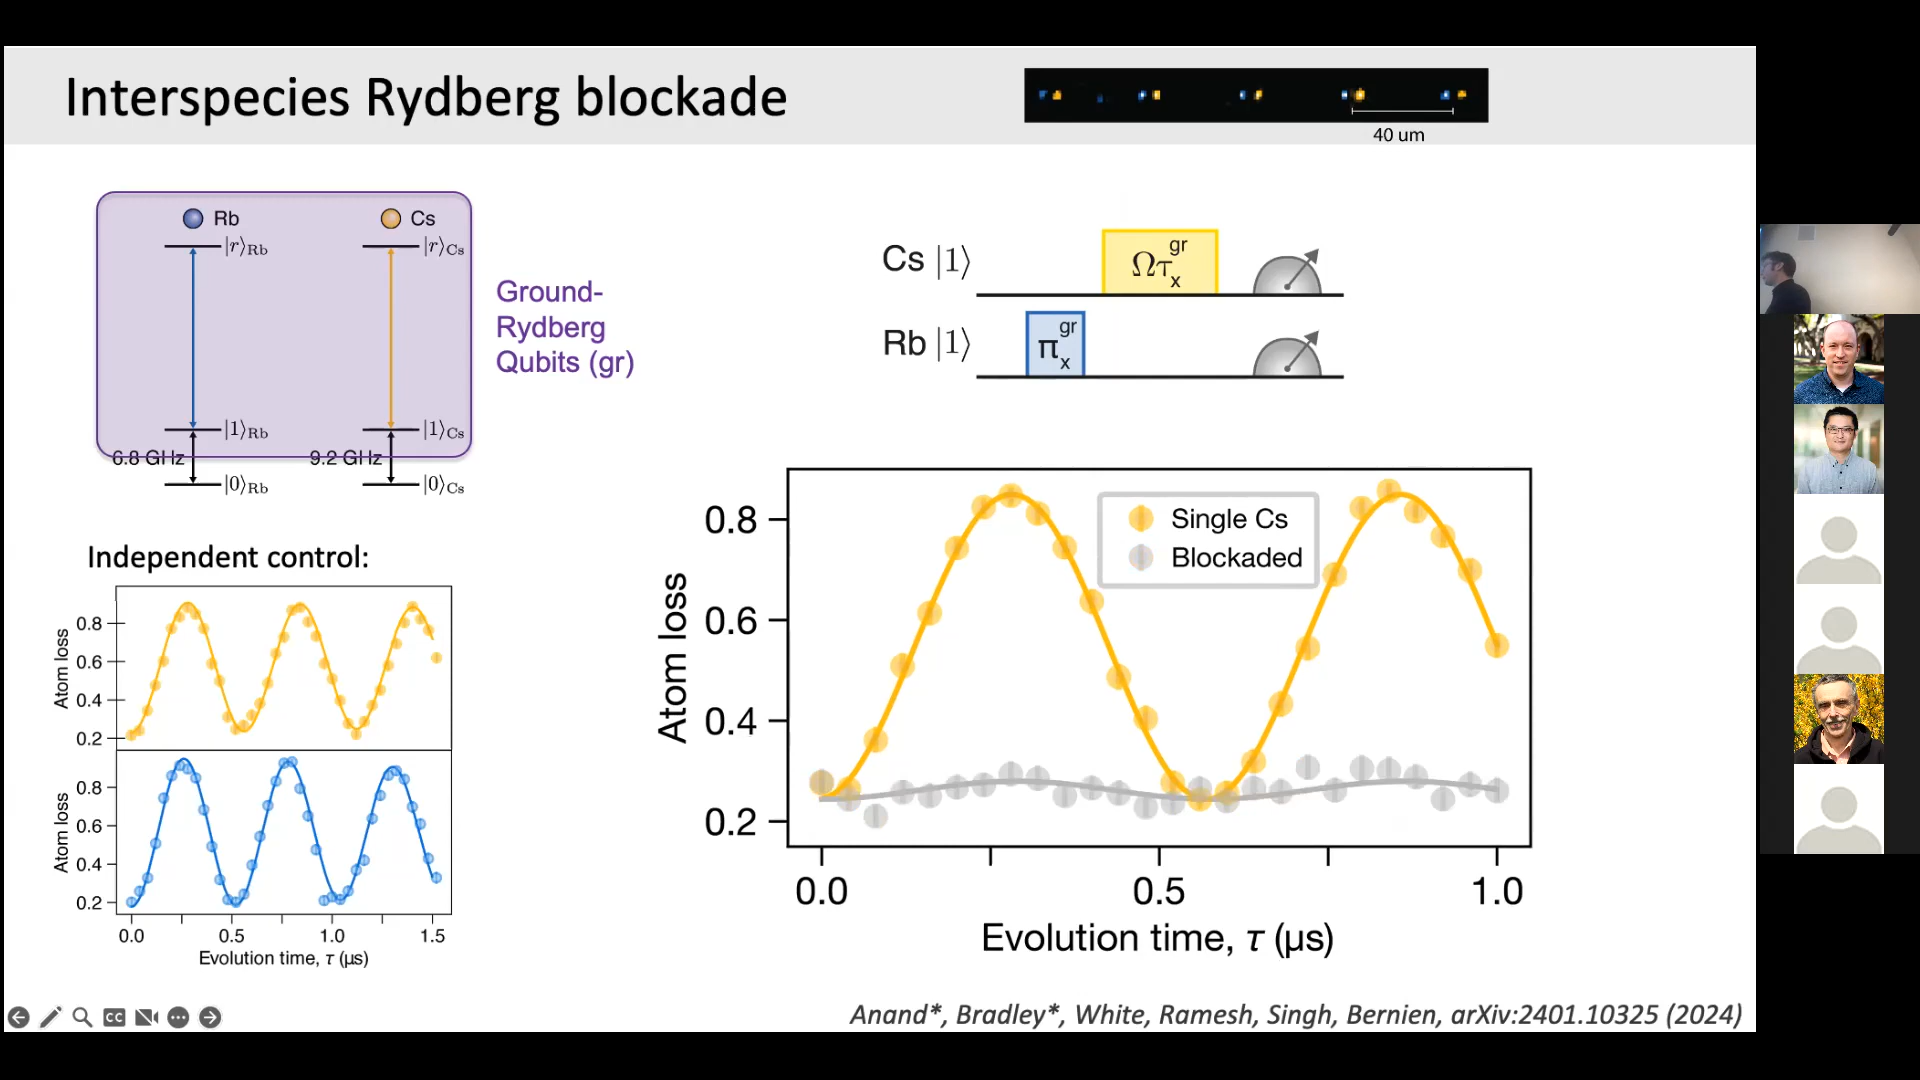 Interspecies Rydberg blockade
40 um
Rb
Cs
|r⟩Rb
|r⟩Cs
|1⟩Rb
|1⟩Cs
6.8 GHz
9.2 GHz
|0⟩Rb
|0⟩Cs
Ground-
Rydberg
Qubits (gr)
Cs |1⟩
Ωτ gr x
Rb |1⟩
π gr x
Independent control:
Atom loss
0.8
0.6
0.4
0.2
Atom loss
0.8
0.6
0.4
0.2
0.0 0.5 1.0 1.5
Evolution time, τ (µs)
Single Cs
Blockaded
Atom loss
0.8
0.6
0.4
0.2
0.0 0.5 1.0
Evolution time, τ (µs)
CC
Anand*, Bradley*, White, Ramesh, Singh, Bernien, arXiv:2401.10325 (2024)